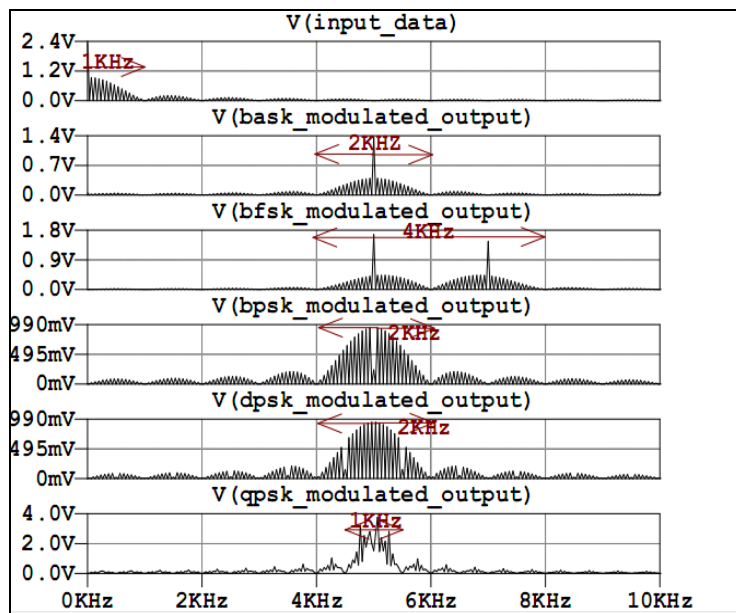 V(input_data)
2.4V
1KHz
1.2V
0.0V
V(bask_modulated_output)
1.4V
2KHZ
0.7V
0.0V
V(bfsk_modulated_output)
1.8V
4KHz
0.9V
0.0V
V(bpsk_modulated_output)
990mV
2KHz
495mV
0mV
V(dpsk_modulated_output)
990mV
2KHz
495mV
0mV
V(qpsk_modulated_output)
4.0V
1KHz
2.0V
0.0V
0KHz 2KHz 4KHz 6KHz 8KHz 10KHz